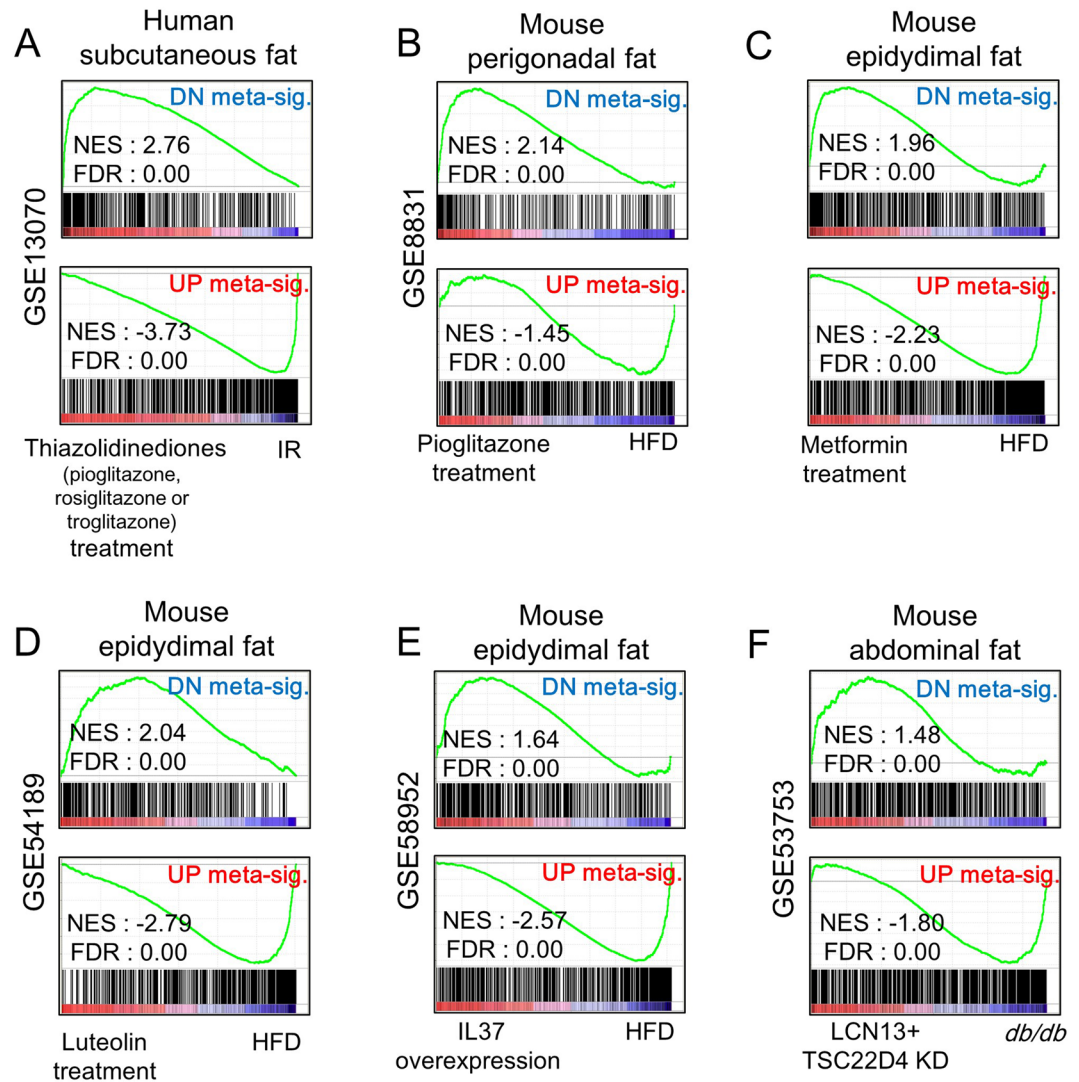 A
Human
subcutaneous fat
GSE13070
DN meta-sig.
NES : 2.76
FDR : 0.00
UP meta-sig.
NES : -3.73
FDR : 0.00
Thiazolidinediones
(pioglitazone,
rosiglitazone or
troglitazone)
treatment
IR
B
Mouse
perigonadal fat
GSE8831
DN meta-sig.
NES : 2.14
FDR : 0.00
UP meta-sig.
NES : -1.45
FDR : 0.00
Pioglitazone
treatment
HFD
C
Mouse
epidydimal fat
DN meta-sig.
NES : 1.96
FDR : 0.00
UP meta-sig.
NES : -2.23
FDR : 0.00
Metformin
treatment
HFD
D
Mouse
epidydimal fat
GSE54189
DN meta-sig.
NES : 2.04
FDR : 0.00
UP meta-sig.
NES : -2.79
FDR : 0.00
Luteolin
treatment
HFD
E
Mouse
epidydimal fat
GSE58952
DN meta-sig.
NES : 1.64
FDR : 0.00
UP meta-sig.
NES : -2.57
FDR : 0.00
IL37
overexpression
HFD
F
Mouse
abdominal fat
GSE53753
DN meta-sig.
NES : 1.48
FDR : 0.00
UP meta-sig.
NES : -1.80
FDR : 0.00
LCN13+
TSC22D4 KD
db/db